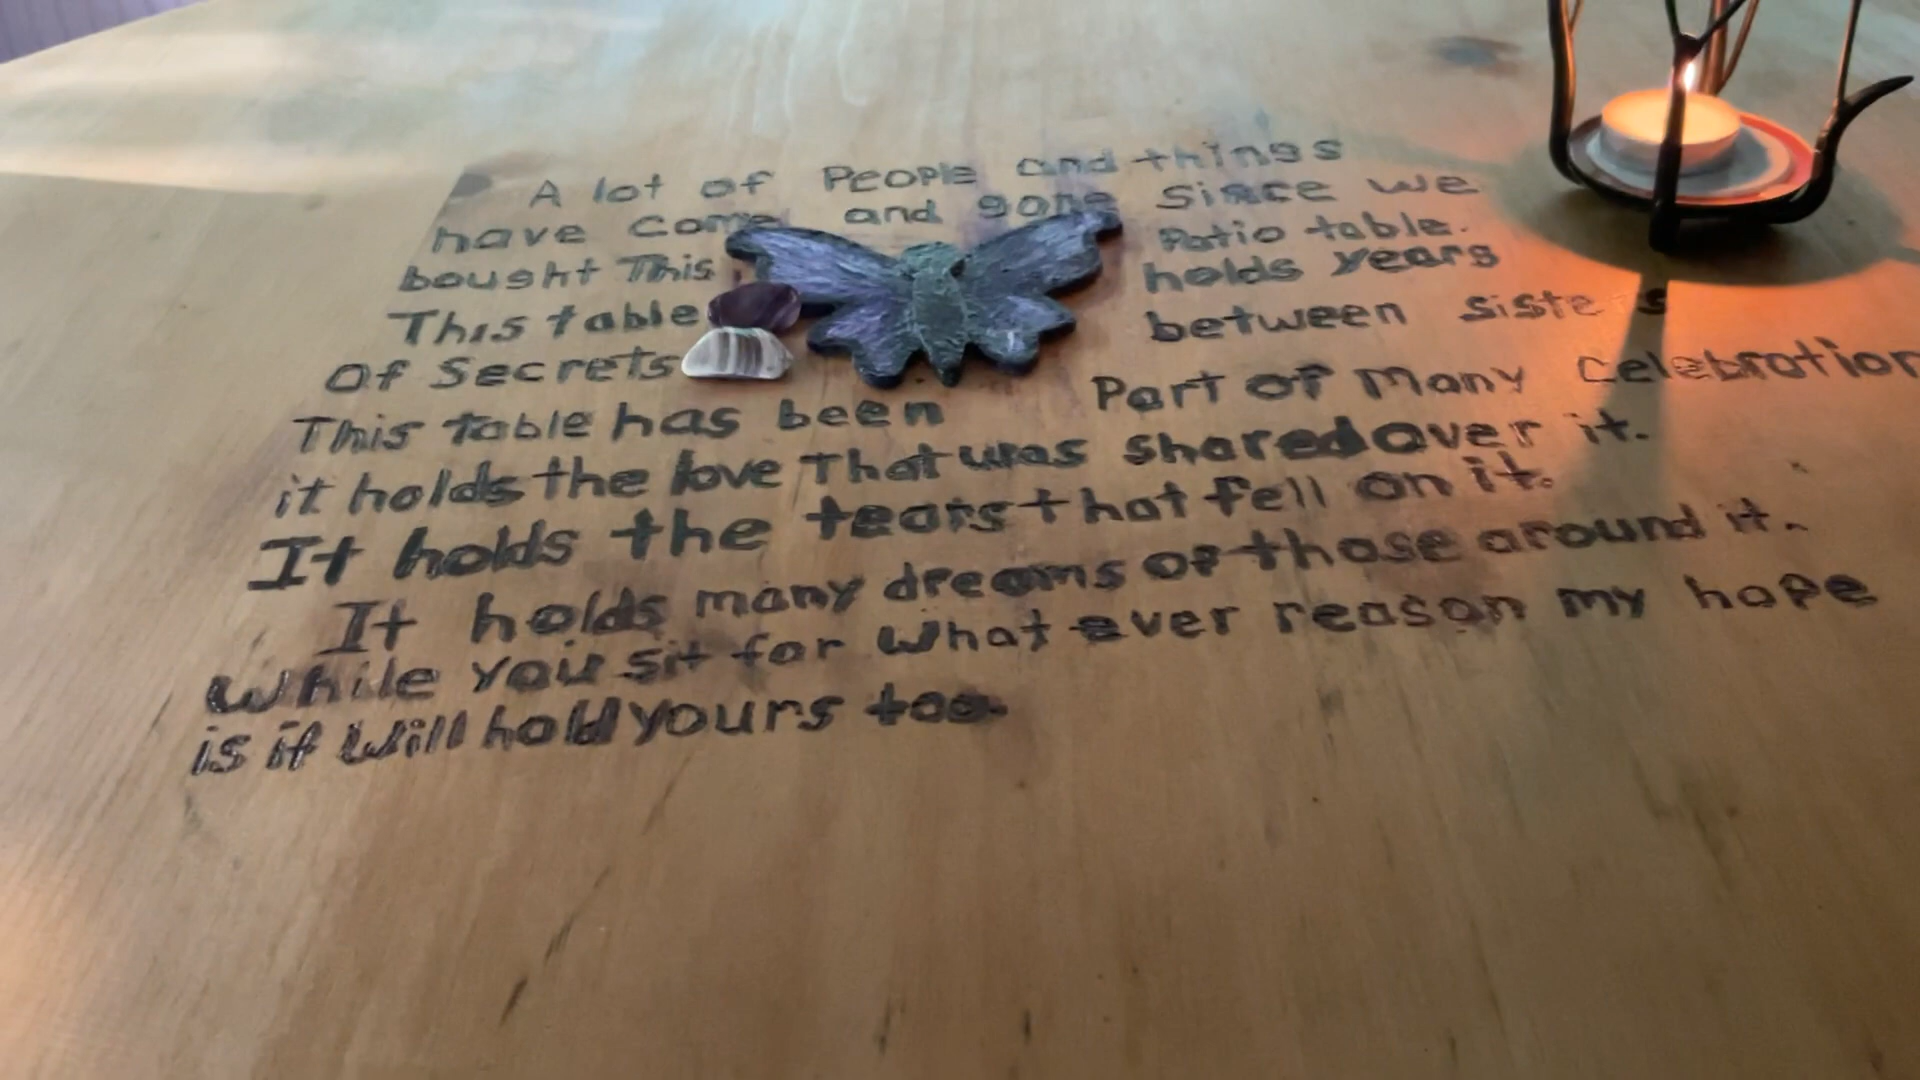 A lot of People and things
have come and gone since we
bought This Patio table.
This table holds years
Of Secrets between sisters
This table has been Part of Many Celebration
it holds the love That was shared over it.
It holds the tears that fell on it.
It holds many dreams of those around it.
While you sit for what ever reason my hope
is it will hold yours too.